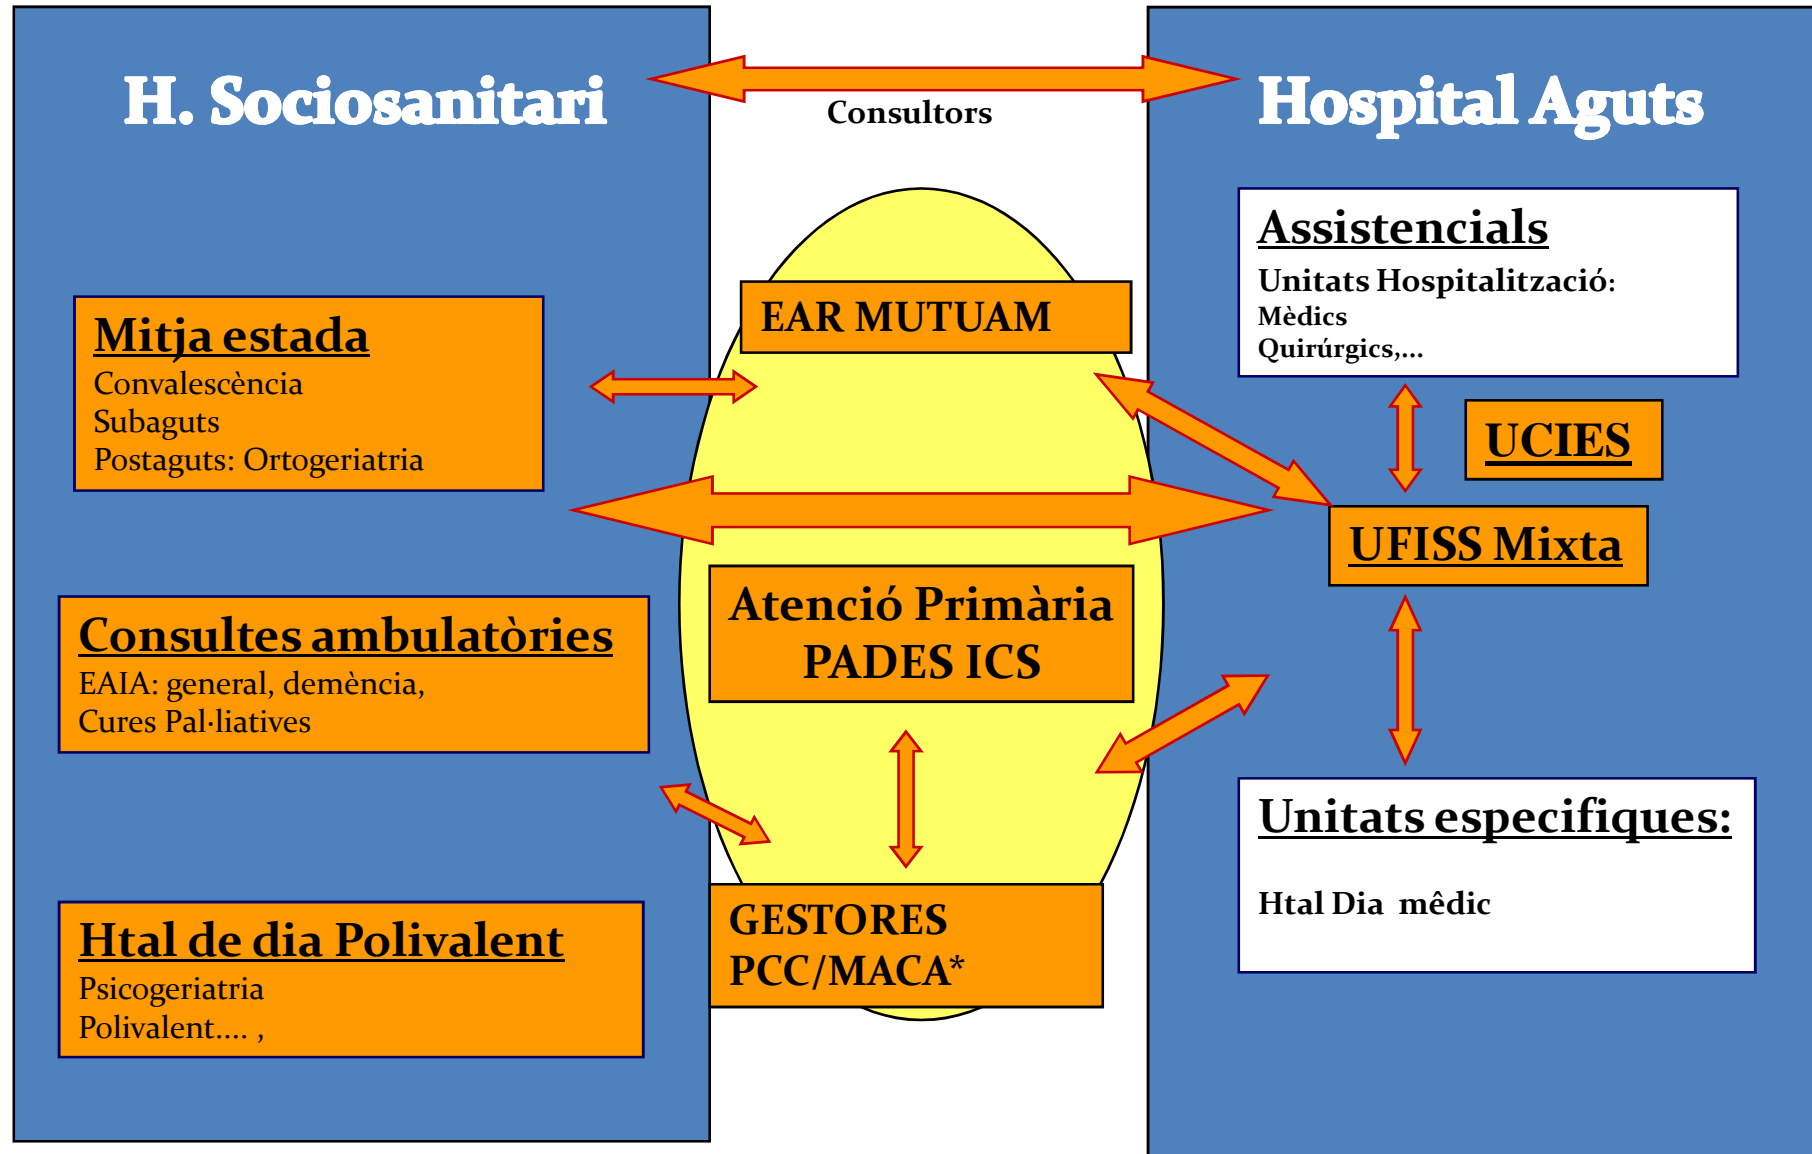 H. Sociosanitari
Consultors
Hospital Aguts
Mitja estada
Convalescència
Subaguts
Postaguts: Ortogeriatria
Consultes ambulatòries
EAIA: general, demència,
Cures Pal·liatives
Htal de dia Polivalent
Psicogeriatria
Polivalent.... ,
EAR MUTUAM
Atenció Primària
PADES ICS
GESTORES
PCC/MACA*
Assistencials
Unitats Hospitalització:
Mèdics
Quirúrgics,...
UCIES
UFISS Mixta
Unitats especifiques:
Htal Dia mêdic